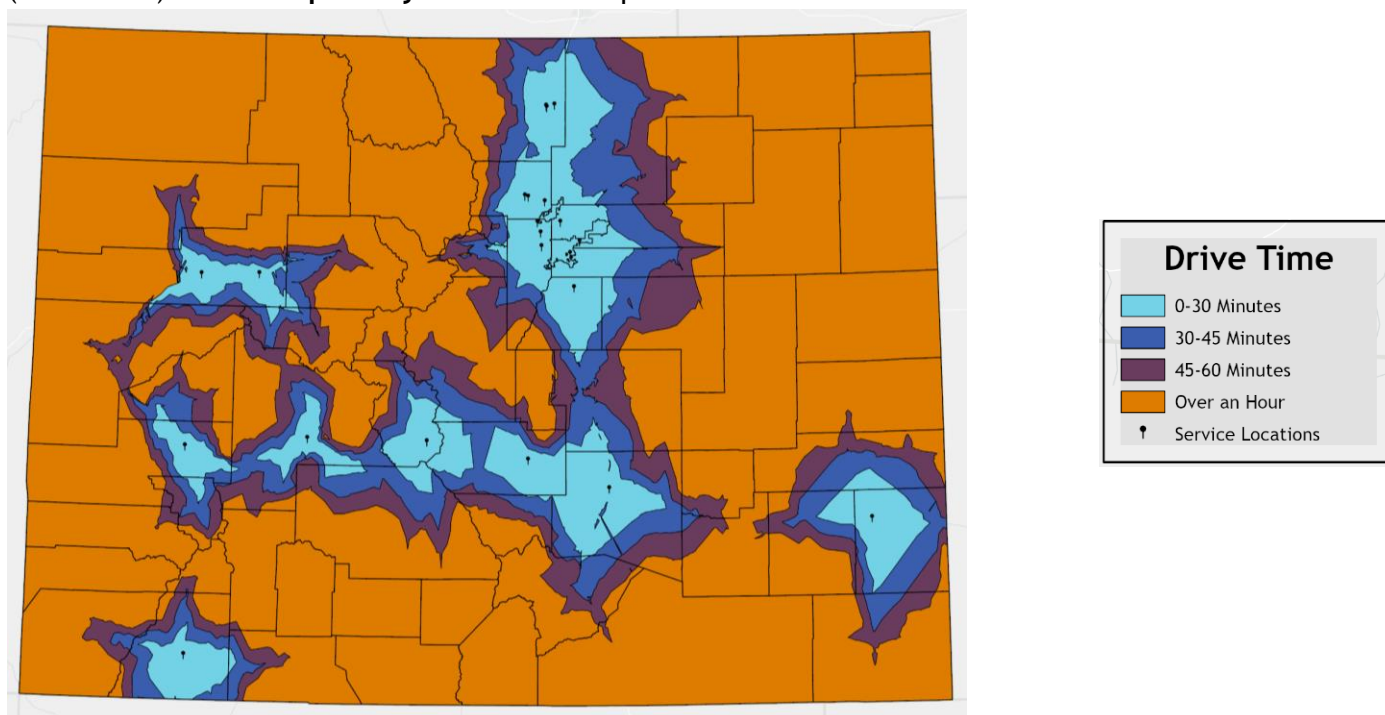 Drive Time
0-30 Minutes
30-45 Minutes
45-60 Minutes
Over an Hour
Service Locations